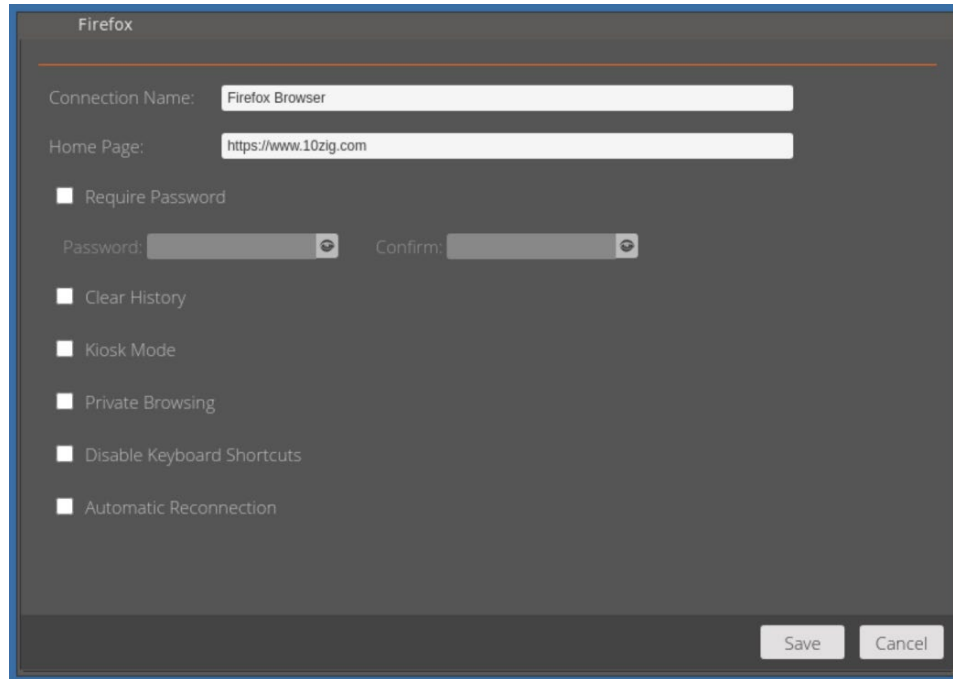 Firefox
Connection Name: Firefox Browser
Home Page: https://www.10zig.com
Require Password
Password: Confirm:
Clear History
Kiosk Mode
Private Browsing
Disable Keyboard Shortcuts
Automatic Reconnection
Save Cancel